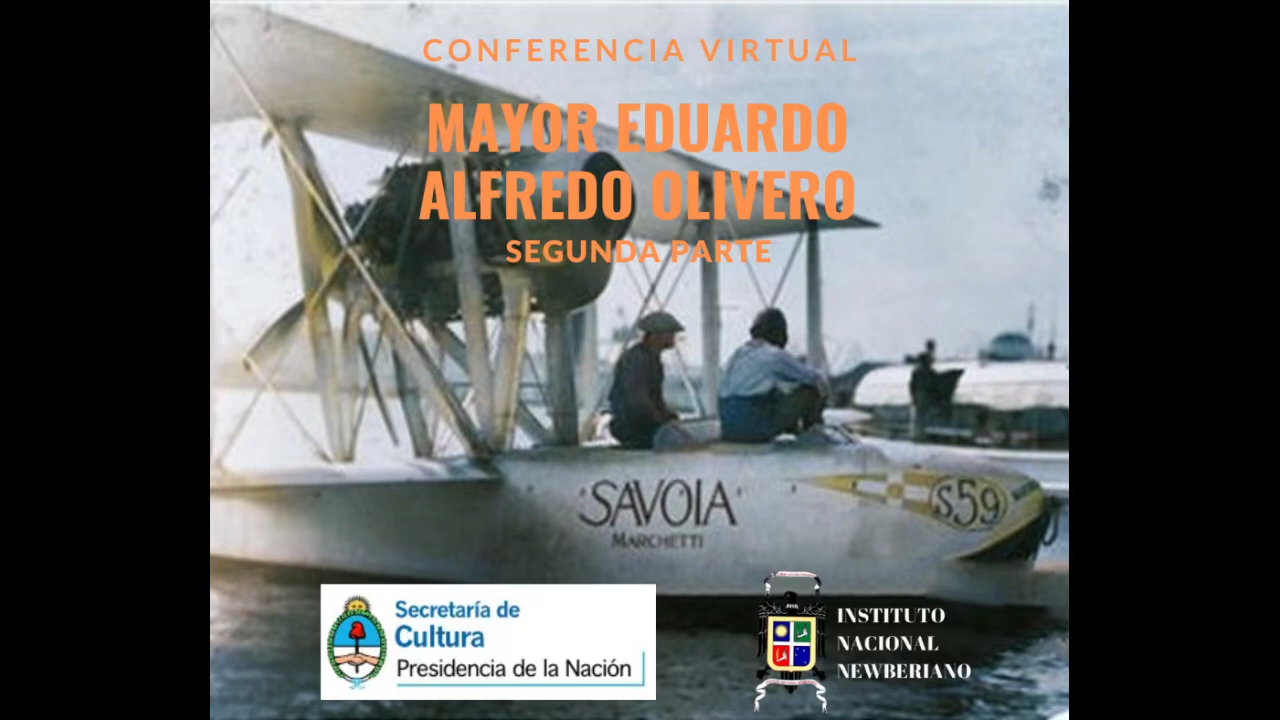 CONFERENCIA VIRTUAL
MAYOR EDUARDO
ALFREDO OLIVERO
SEGUNDA PARTE
SAVOIA
MARCHETTI
S59
Secretaría de
Cultura
Presidencia de la Nación
INSTITUTO
NACIONAL
NEWBERIANO